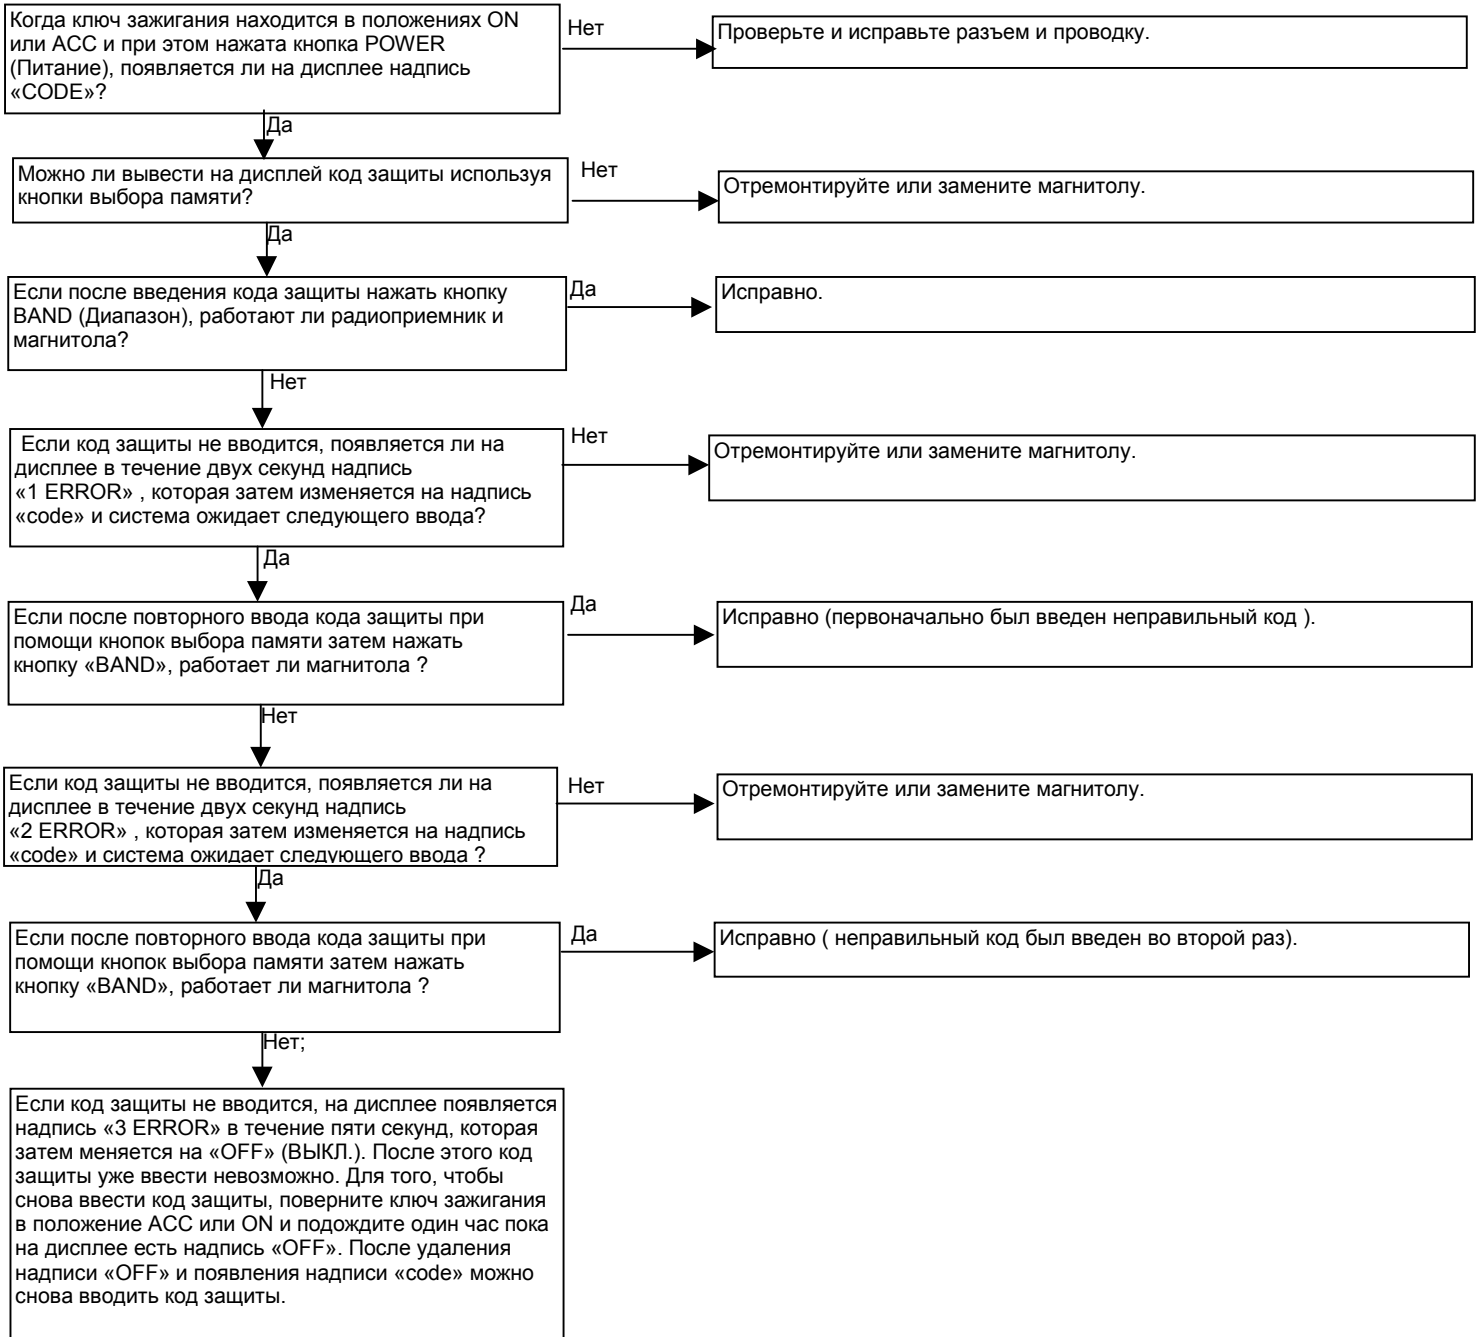 Когда ключ зажигания находится в положениях ON
или ACC и при этом нажата кнопка POWER
(Питание), появляется ли на дисплее надпись
«CODE»?
Нет
Проверьте и исправьте разъем и проводку.
Да
Можно ли вывести на дисплей код защиты используя
кнопки выбора памяти?
Нет
Отремонтируйте или замените магнитолу.
Да
Если после введения кода защиты нажать кнопку
BAND (Диапазон), работают ли радиоприемник и
магнитола?
Да
Исправно.
Нет
Если код защиты не вводится, появляется ли на
дисплее в течение двух секунд надпись
«1 ERROR» , которая затем изменяется на надпись
«code» и система ожидает следующего ввода?
Нет
Отремонтируйте или замените магнитолу.
Да
Если после повторного ввода кода защиты при
помощи кнопок выбора памяти затем нажать
кнопку «BAND», работает ли магнитола ?
Да
Исправно (первоначально был введен неправильный код ).
Нет
Если код защиты не вводится, появляется ли на
дисплее в течение двух секунд надпись
«2 ERROR» , которая затем изменяется на надпись
«code» и система ожидает следующего ввода ?
Нет
Отремонтируйте или замените магнитолу.
Да
Если после повторного ввода кода защиты при
помощи кнопок выбора памяти затем нажать
кнопку «BAND», работает ли магнитола ?
Да
Исправно ( неправильный код был введен во второй раз).
Нет;
Если код защиты не вводится, на дисплее появляется
надпись «3 ERROR» в течение пяти секунд, которая
затем меняется на «OFF» (ВЫКЛ.). После этого код
защиты уже ввести невозможно. Для того, чтобы
снова ввести код защиты, поверните ключ зажигания
в положение ACC или ON и подождите один час пока
на дисплее есть надпись «OFF». После удаления
надписи «OFF» и появления надписи «code» можно
снова вводить код защиты.